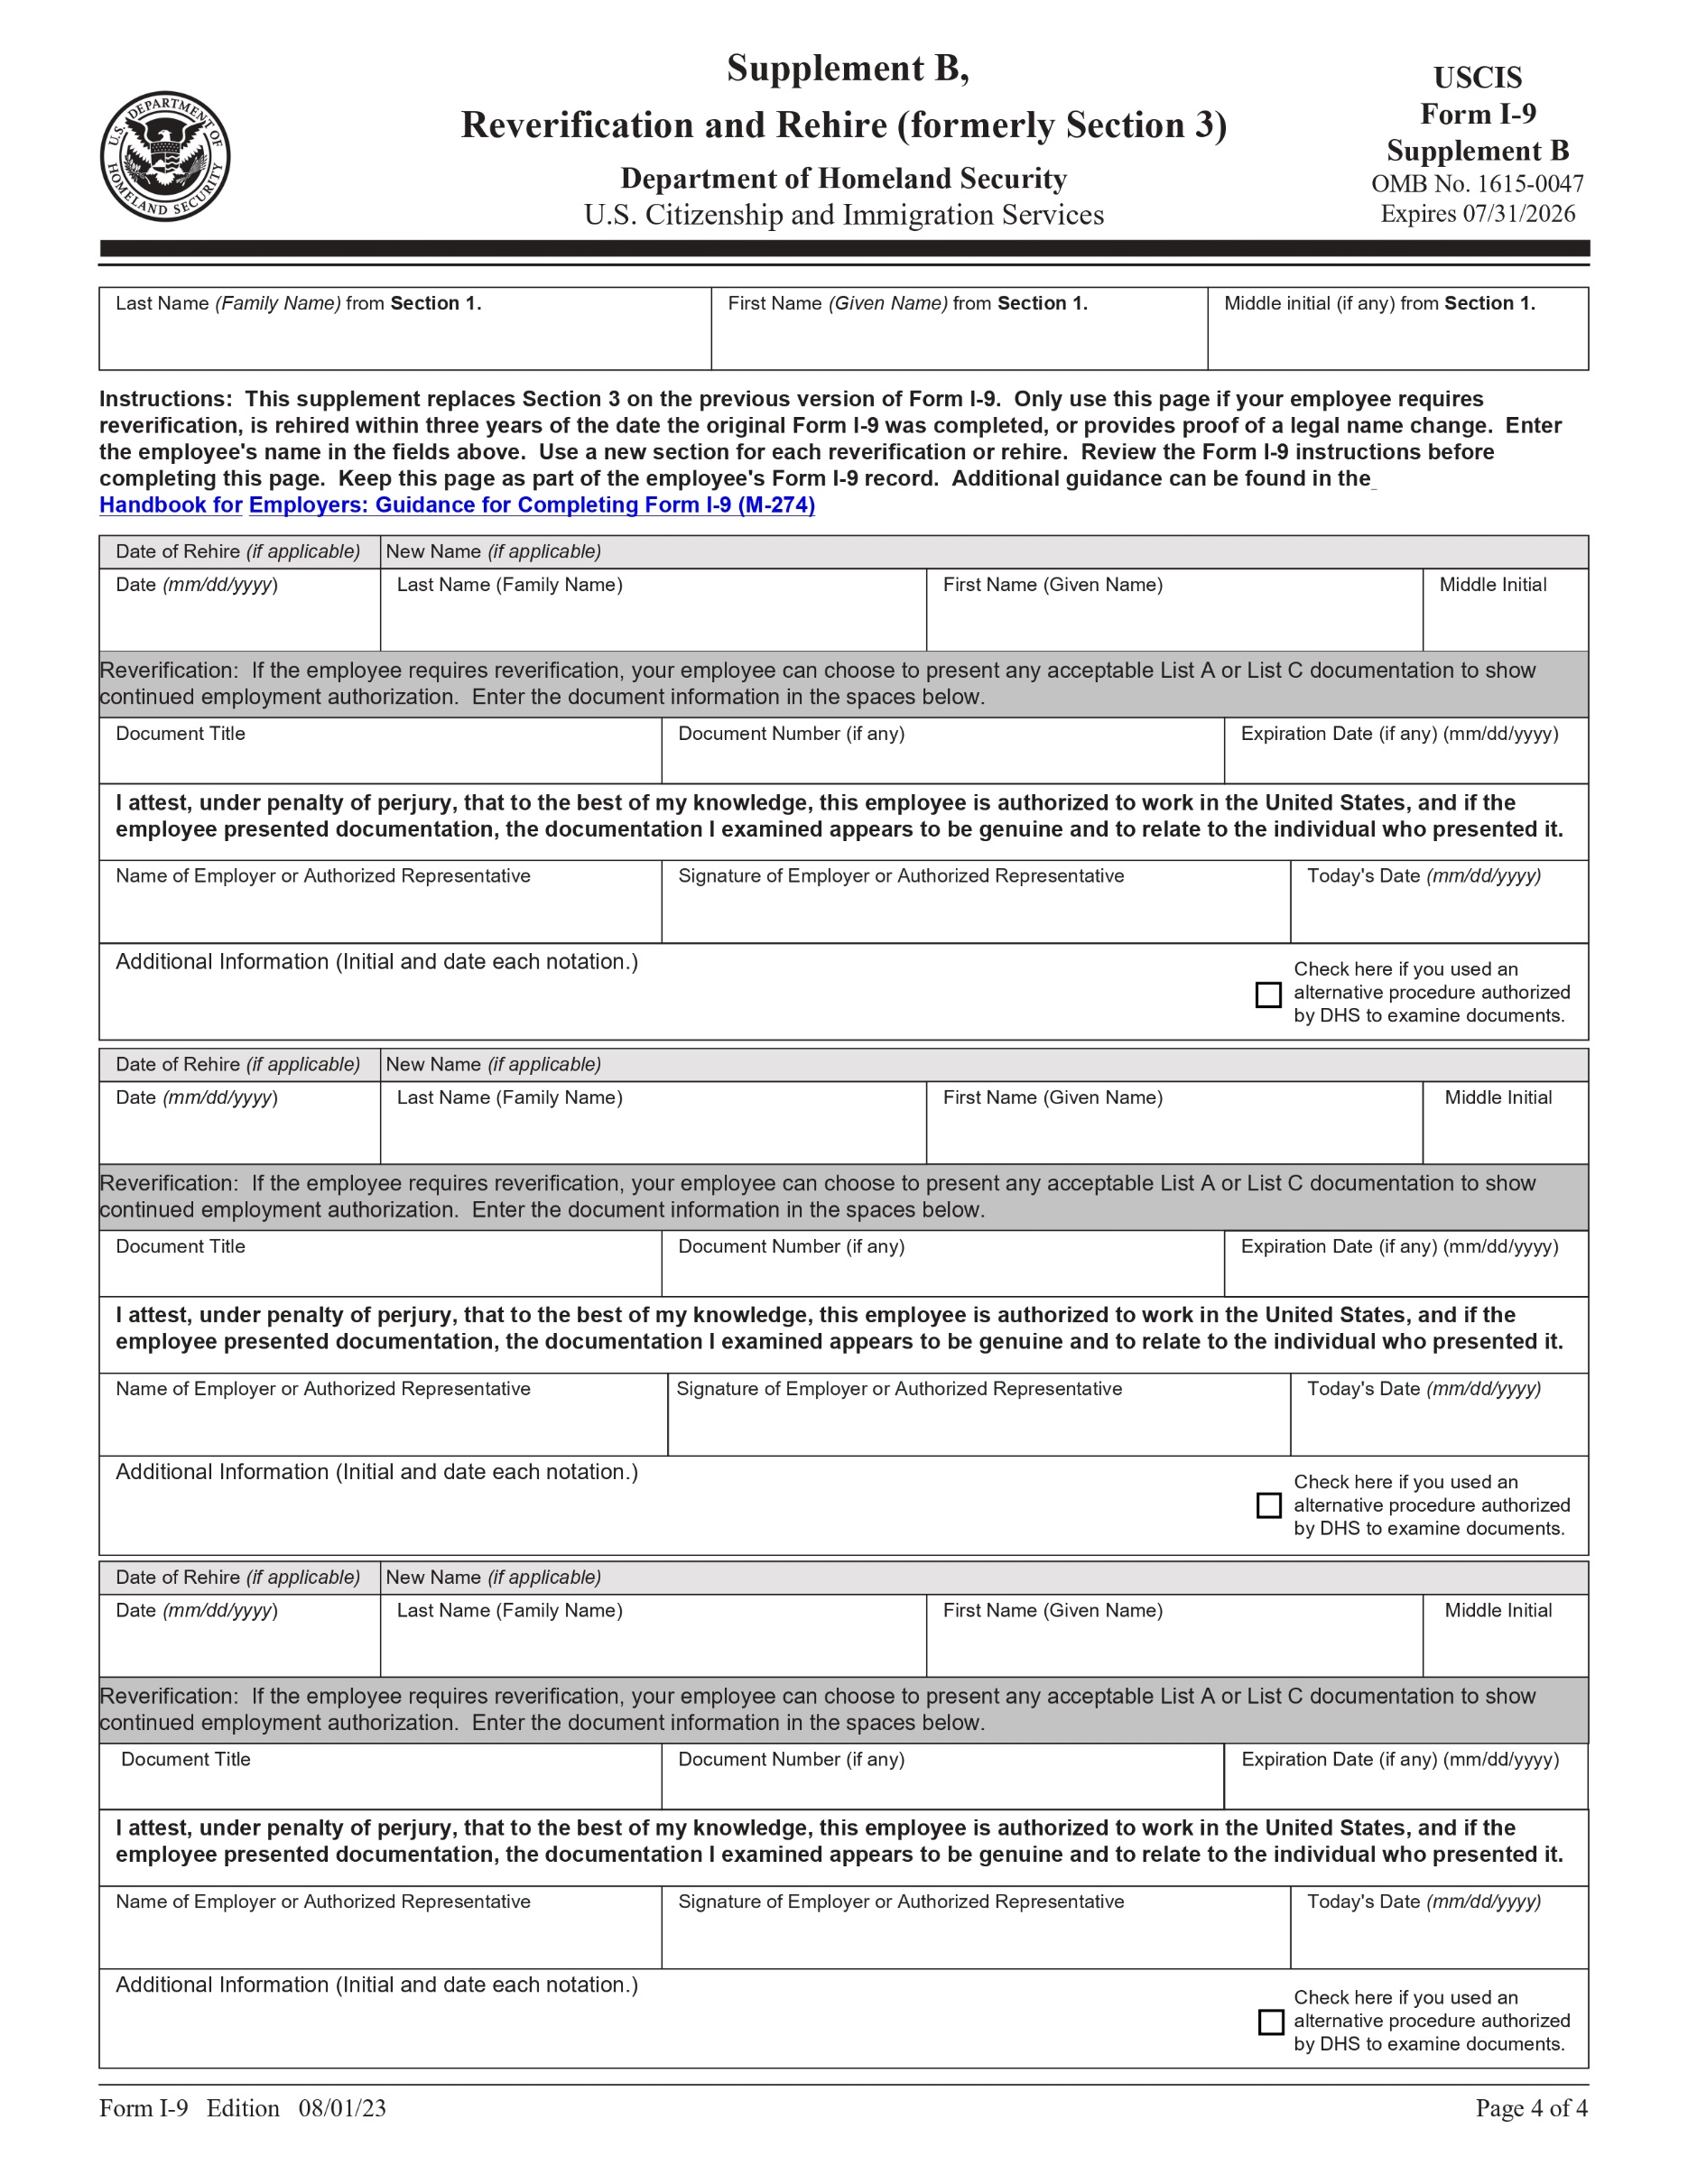 Supplement B,
Reverification and Rehire (formerly Section 3)
Department of Homeland Security
U.S. Citizenship and Immigration Services
USCIS
Form I-9
Supplement B
OMB No. 1615-0047
Expires 07/31/2026
U.S. DEPARTMENT OF HOMELAND SECURITY
Last Name (Family Name) from Section 1.
First Name (Given Name) from Section 1.
Middle initial (if any) from Section 1.
Instructions: This supplement replaces Section 3 on the previous version of Form I-9. Only use this page if your employee requires
reverification, is rehired within three years of the date the original Form I-9 was completed, or provides proof of a legal name change. Enter
the employee's name in the fields above. Use a new section for each reverification or rehire. Review the Form I-9 instructions before
completing this page. Keep this page as part of the employee's Form I-9 record. Additional guidance can be found in the
Handbook for Employers: Guidance for Completing Form I-9 (M-274)
Date of Rehire (if applicable)
New Name (if applicable)
Date (mm/dd/yyyy)
Last Name (Family Name)
First Name (Given Name)
Middle Initial
Reverification: If the employee requires reverification, your employee can choose to present any acceptable List A or List C documentation to show
continued employment authorization. Enter the document information in the spaces below.
Document Title
Document Number (if any)
Expiration Date (if any) (mm/dd/yyyy)
I attest, under penalty of perjury, that to the best of my knowledge, this employee is authorized to work in the United States, and if the
employee presented documentation, the documentation I examined appears to be genuine and to relate to the individual who presented it.
Name of Employer or Authorized Representative
Signature of Employer or Authorized Representative
Today's Date (mm/dd/yyyy)
Additional Information (Initial and date each notation.)
Check here if you used an
alternative procedure authorized
by DHS to examine documents.
Date of Rehire (if applicable)
New Name (if applicable)
Date (mm/dd/yyyy)
Last Name (Family Name)
First Name (Given Name)
Middle Initial
Reverification: If the employee requires reverification, your employee can choose to present any acceptable List A or List C documentation to show
continued employment authorization. Enter the document information in the spaces below.
Document Title
Document Number (if any)
Expiration Date (if any) (mm/dd/yyyy)
I attest, under penalty of perjury, that to the best of my knowledge, this employee is authorized to work in the United States, and if the
employee presented documentation, the documentation I examined appears to be genuine and to relate to the individual who presented it.
Name of Employer or Authorized Representative
Signature of Employer or Authorized Representative
Today's Date (mm/dd/yyyy)
Additional Information (Initial and date each notation.)
Check here if you used an
alternative procedure authorized
by DHS to examine documents.
Date of Rehire (if applicable)
New Name (if applicable)
Date (mm/dd/yyyy)
Last Name (Family Name)
First Name (Given Name)
Middle Initial
Reverification: If the employee requires reverification, your employee can choose to present any acceptable List A or List C documentation to show
continued employment authorization. Enter the document information in the spaces below.
Document Title
Document Number (if any)
Expiration Date (if any) (mm/dd/yyyy)
I attest, under penalty of perjury, that to the best of my knowledge, this employee is authorized to work in the United States, and if the
employee presented documentation, the documentation I examined appears to be genuine and to relate to the individual who presented it.
Name of Employer or Authorized Representative
Signature of Employer or Authorized Representative
Today's Date (mm/dd/yyyy)
Additional Information (Initial and date each notation.)
Check here if you used an
alternative procedure authorized
by DHS to examine documents.
Form I-9 Edition 08/01/23
Page 4 of 4